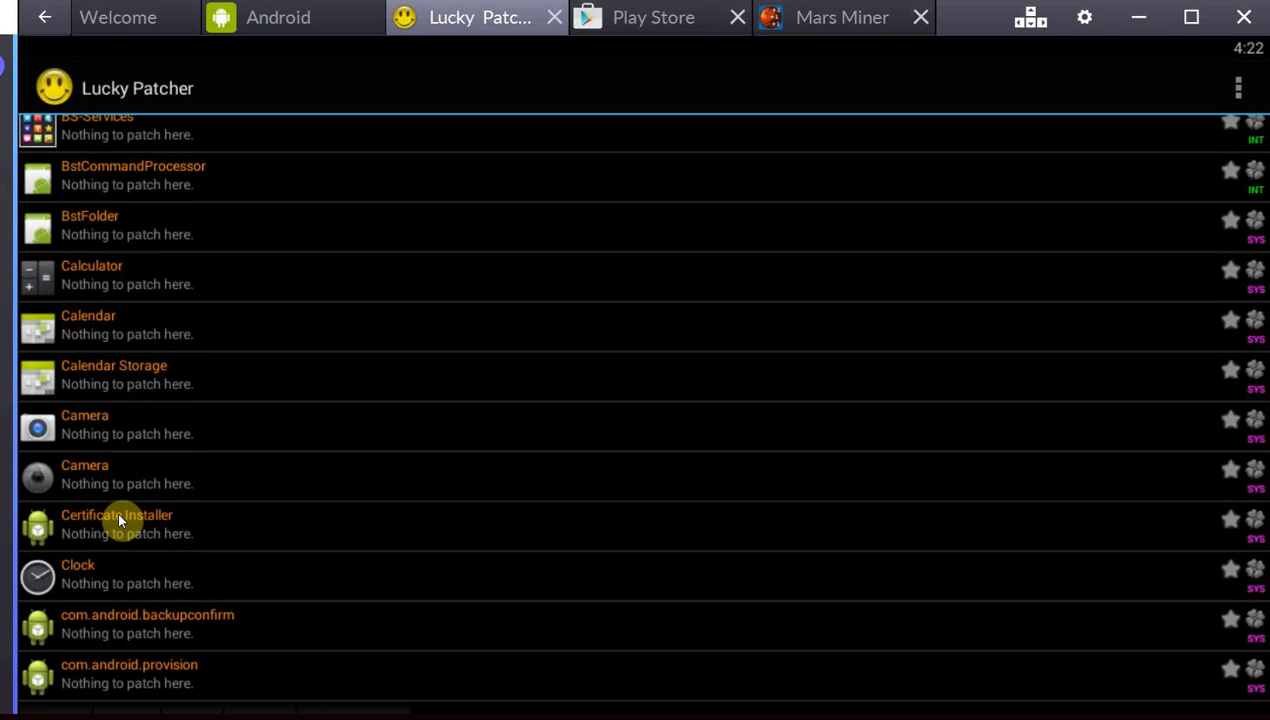 Welcome
Android
Lucky Patc...
Play Store
Mars Miner
4:22
Lucky Patcher
BS-Services
Nothing to patch here.
INT
BstCommandProcessor
Nothing to patch here.
INT
BstFolder
Nothing to patch here.
SYS
Calculator
Nothing to patch here.
SYS
Calendar
Nothing to patch here.
SYS
Calendar Storage
Nothing to patch here.
SYS
Camera
Nothing to patch here.
SYS
Camera
Nothing to patch here.
SYS
Certificate Installer
Nothing to patch here.
SYS
Clock
Nothing to patch here.
SYS
com.android.backupconfirm
Nothing to patch here.
SYS
com.android.provision
Nothing to patch here.
SYS